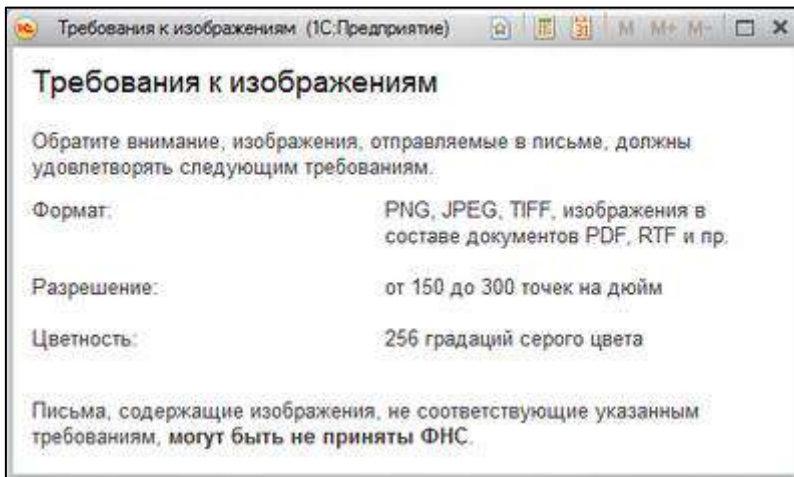 Требования к изображениям (1С:Предприятие)
31 M M+ M-
Требования к изображениям
Обратите внимание, изображения, отправляемые в письме, должны
удовлетворять следующим требованиям.
Формат: PNG, JPEG, TIFF, изображения в
составе документов PDF, RTF и пр.
Разрешение: от 150 до 300 точек на дюйм
Цветность: 256 градаций серого цвета
Письма, содержащие изображения, не соответствующие указанным
требованиям, могут быть не приняты ФНС.